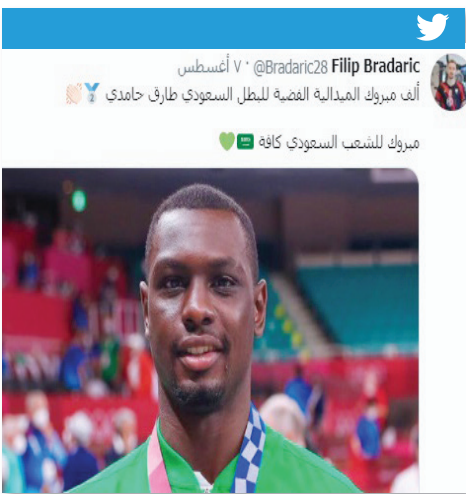 Filip Bradaric @Bradaric28 · ٧ أغسطس
ألف مبروك الميدالية الفضية للبطل السعودي طارق حامدي 🥈👏🏻
مبروك للشعب السعودي كافة 🇸🇦💚